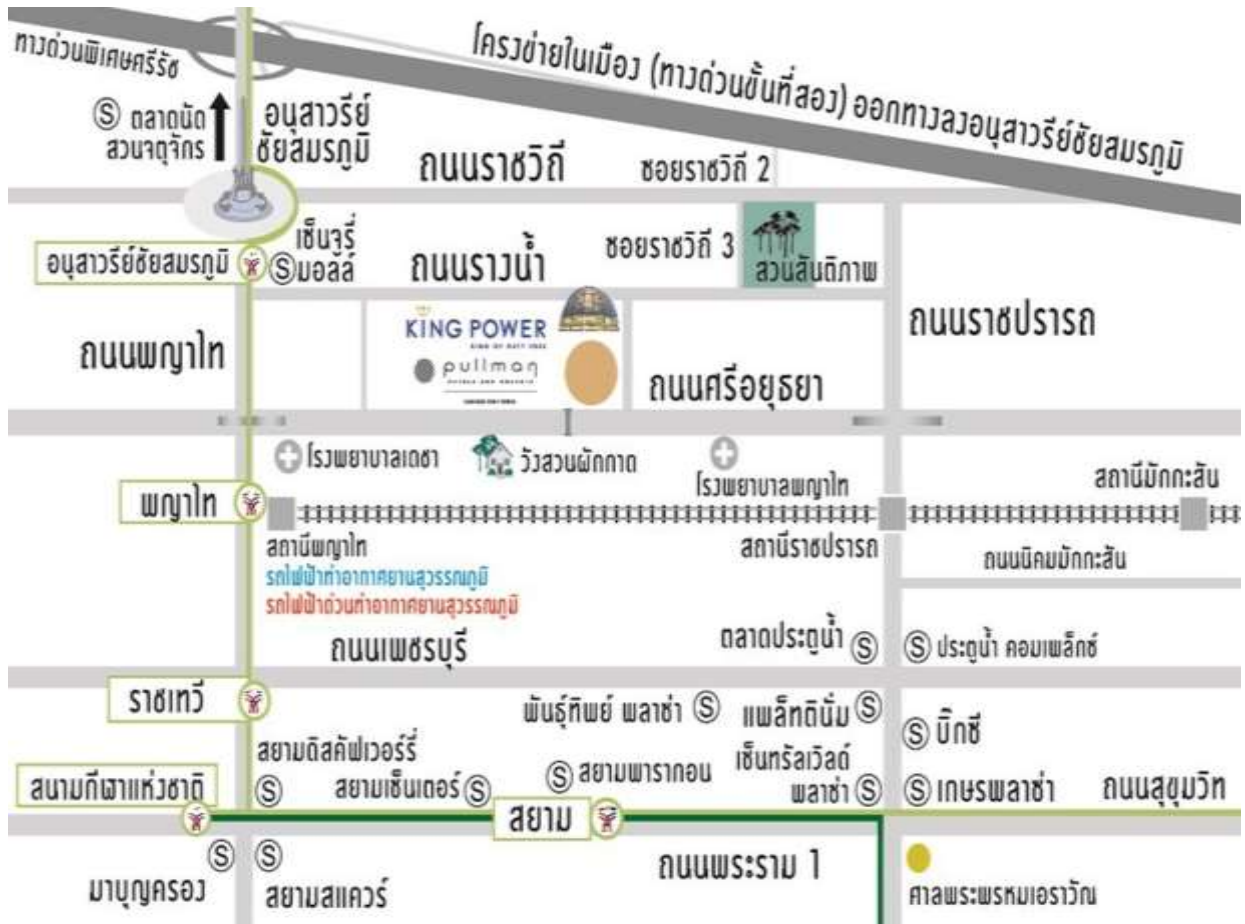 ทางด่วนพิเศษศรีรัช
โครงข่ายในเมือง (ทางด่วนขั้นที่สอง) ออกทางลงอนุสาวรีย์ชัยสมรภูมิ
Ⓢ ตลาดนัด
สวนจตุจักร
อนุสาวรีย์
ชัยสมรภูมิ
ถนนราชวิถี
ซอยราชวิถี 2
อนุสาวรีย์ชัยสมรภูมิ
เซ็นจูรี่
Ⓢ มอลล์
ถนนรางน้ำ
ซอยราชวิถี 3
สวนสันติภาพ
ถนนพญาไท
KING POWER
pullman
ถนนศรีอยุธยา
ถนนราชปรารถ
โรงพยาบาลเดชา
วังสวนผักกาด
โรงพยาบาลพญาไท
สถานีมักกะสัน
พญาไท
สถานีพญาไท
รถไฟฟ้าท่าอากาศยานสุวรรณภูมิ
รถไฟฟ้าด่วนท่าอากาศยานสุวรรณภูมิ
สถานีราชปรารถ
ถนนนิคมมักกะสัน
ถนนเพชรบุรี
ตลาดประตูน้ำ Ⓢ
Ⓢ ประตูน้ำ คอมเพล็กซ์
ราชเทวี
พันธุ์ทิพย์ พลาซ่า Ⓢ
แพล็ททินั่ม Ⓢ
Ⓢ บิ๊กซี
สยามดิสคัฟเวอร์รี่
Ⓢ
สยามเซ็นเตอร์ Ⓢ
Ⓢ สยามพารากอน
เซ็นทรัลเวิลด์
พลาซ่า Ⓢ
Ⓢ เกษรพลาซ่า
ถนนสุขุมวิท
สนามกีฬาแห่งชาติ
สยาม
Ⓢ
มาบุญครอง
Ⓢ
สยามสแควร์
ถนนพระราม 1
ศาลพระพรหมเอราวัณ